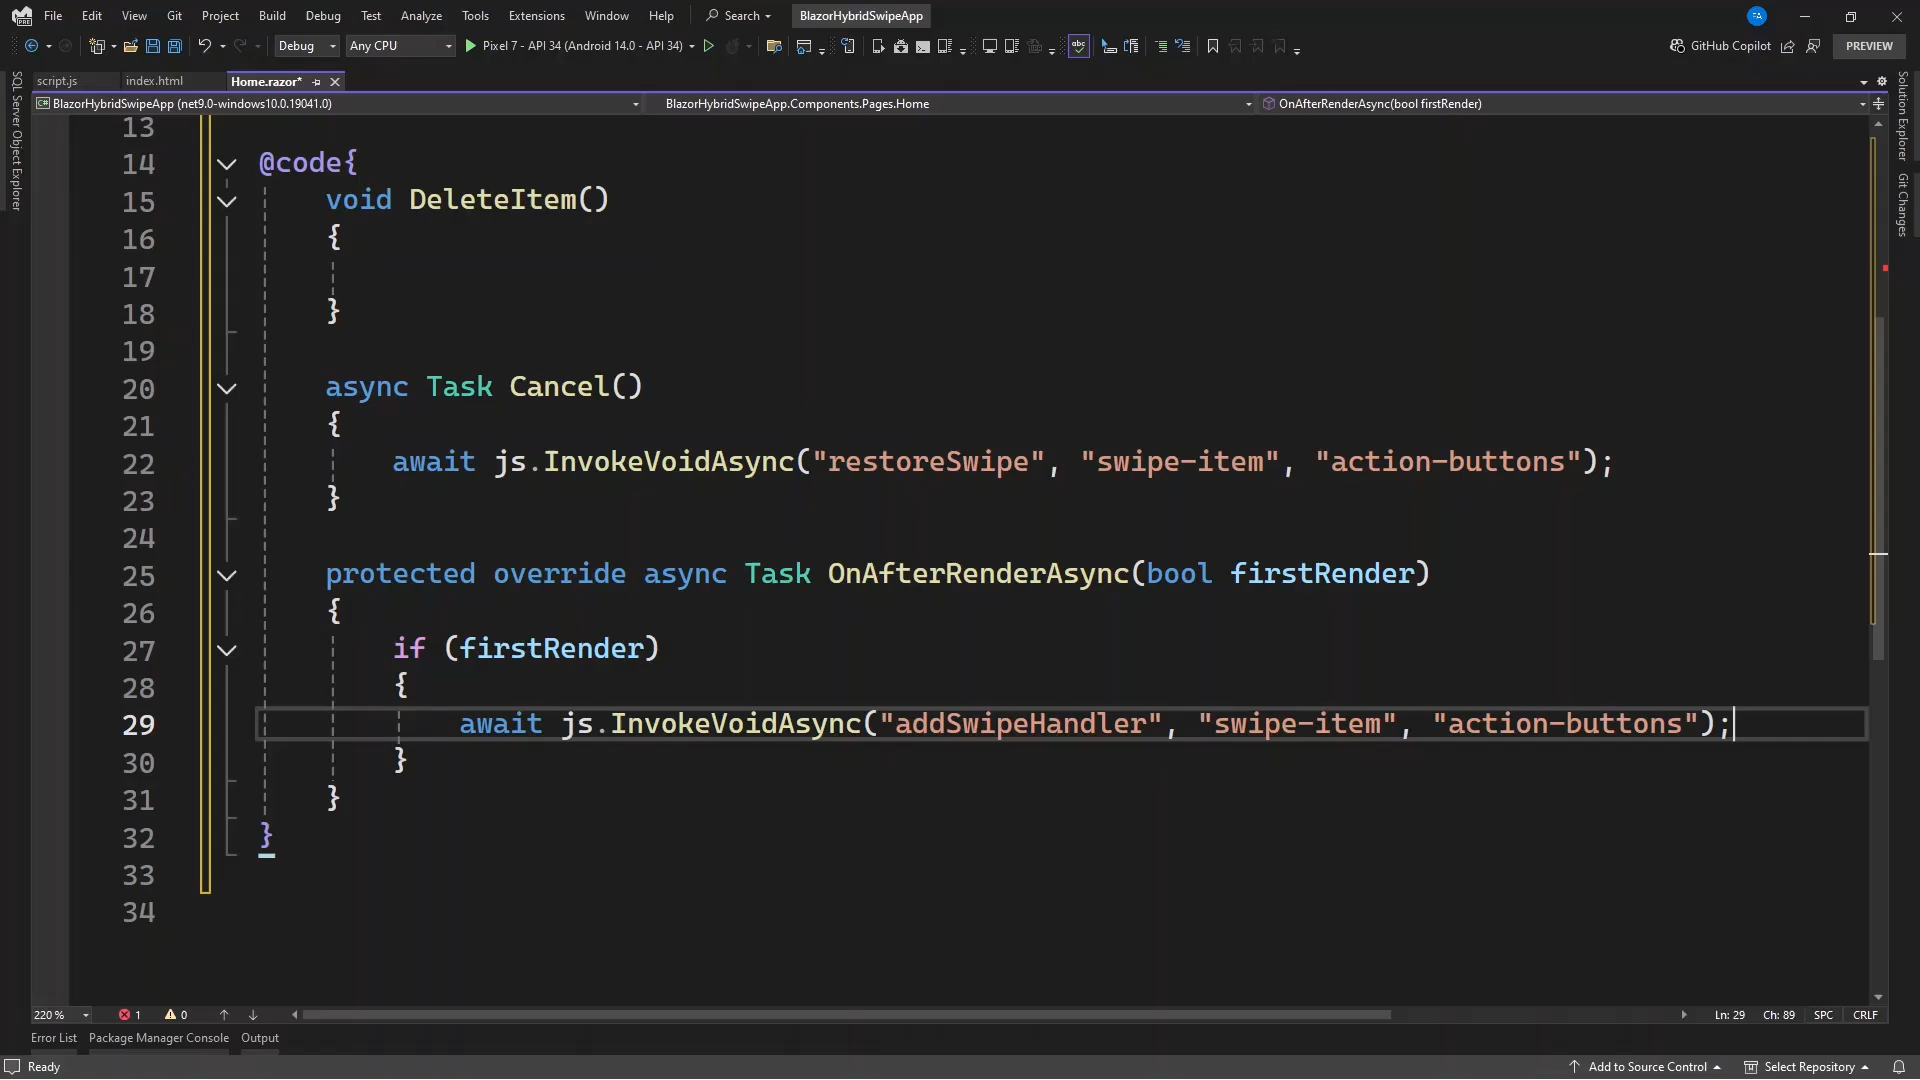 File Edit View Git Project Build Debug Test Analyze Tools Extensions Window Help Search BlazorHybridSwipeApp FA
Debug Any CPU Pixel 7 - API 34 (Android 14.0 - API 34) abc GitHub Copilot PREVIEW
script.js index.html Home.razor*
BlazorHybridSwipeApp (net9.0-windows10.0.19041.0) BlazorHybridSwipeApp.Components.Pages.Home OnAfterRenderAsync(bool firstRender)
SQL Server Object Explorer
Solution Explorer
Git Changes
13
14 @code{
15 void DeleteItem()
16 {
17
18 }
19
20 async Task Cancel()
21 {
22 await js.InvokeVoidAsync("restoreSwipe", "swipe-item", "action-buttons");
23 }
24
25 protected override async Task OnAfterRenderAsync(bool firstRender)
26 {
27 if (firstRender)
28 {
29 await js.InvokeVoidAsync("addSwipeHandler", "swipe-item", "action-buttons");
30 }
31 }
32 }
33
34
220 % 1 0 Ln: 29 Ch: 89 SPC CRLF
Error List Package Manager Console Output
Ready Add to Source Control Select Repository